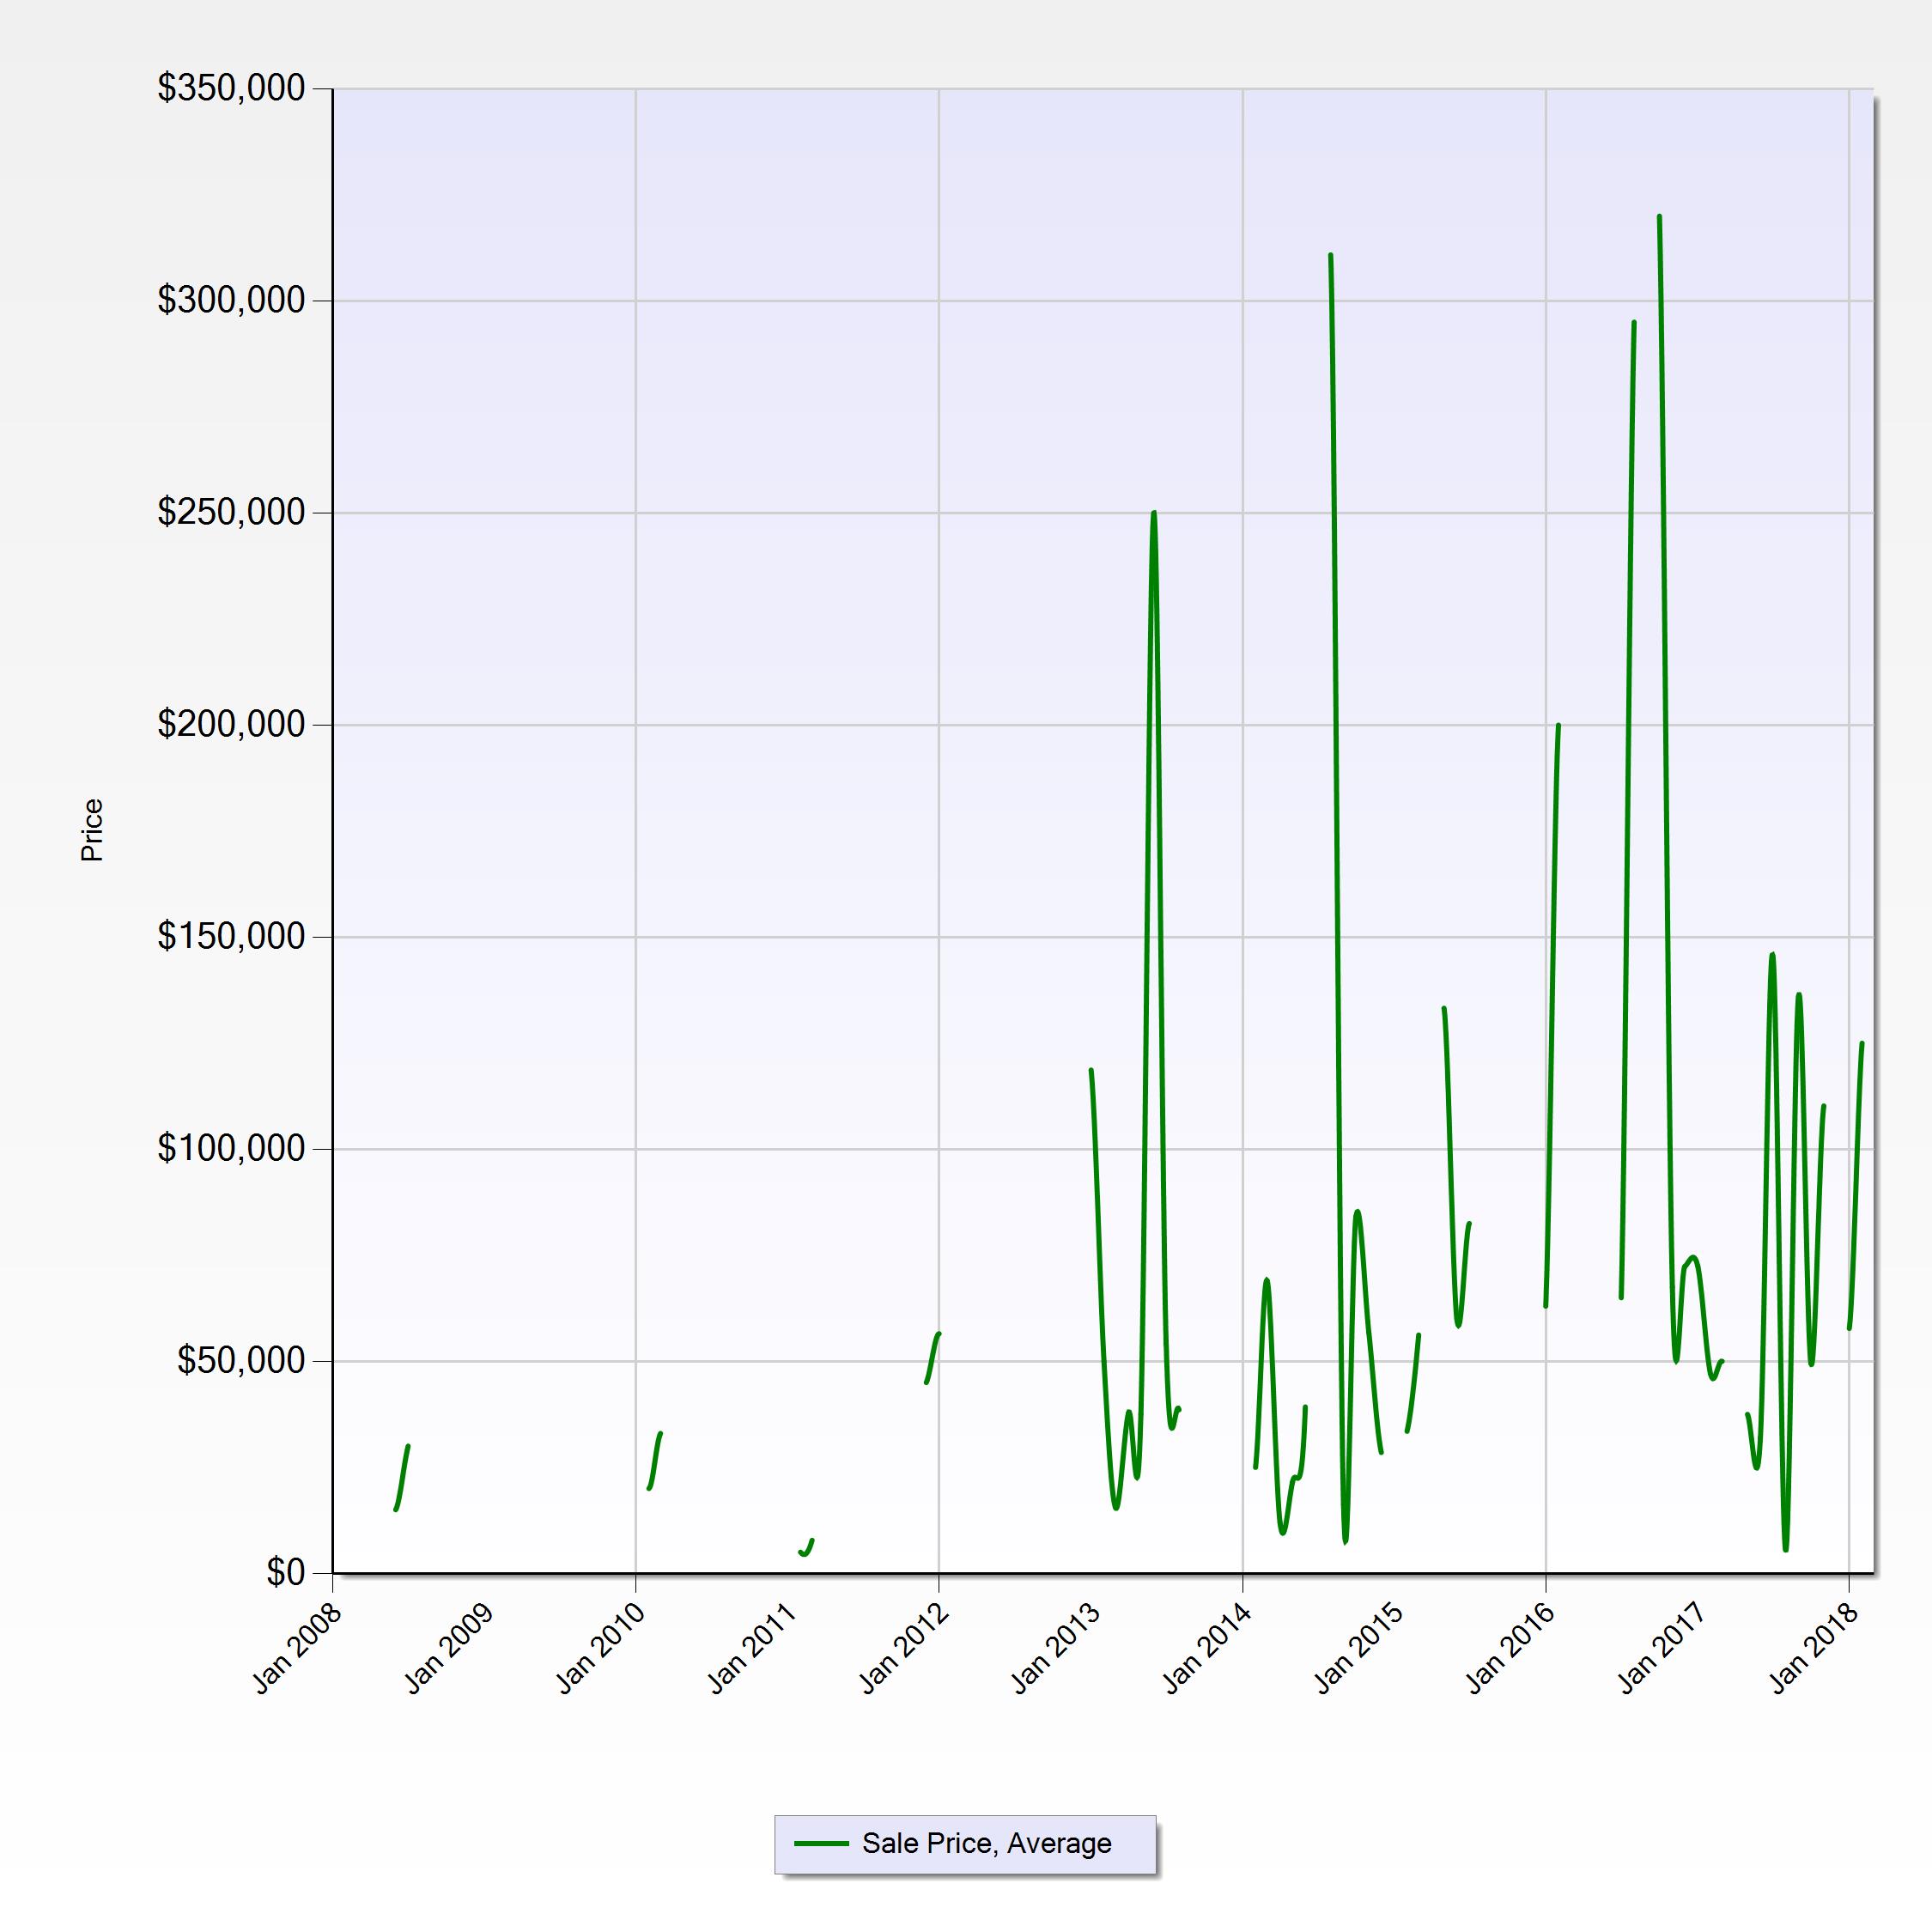 $350,000
$300,000
$250,000
$200,000
$150,000
$100,000
$50,000
$0
Price
Jan 2008
Jan 2009
Jan 2010
Jan 2011
Jan 2012
Jan 2013
Jan 2014
Jan 2015
Jan 2016
Jan 2017
Jan 2018
Sale Price, Average